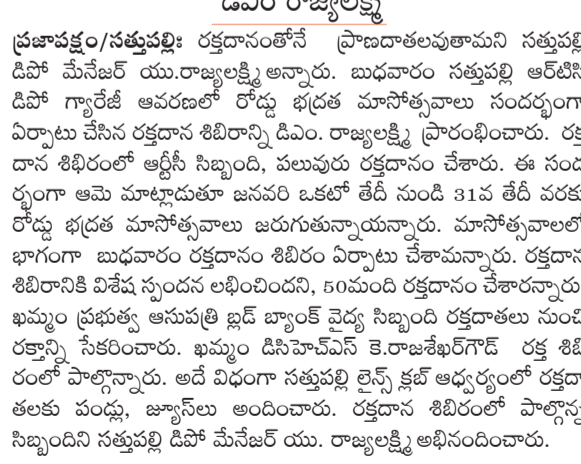 డిఎం రాజ్యలక్ష్మి
ప్రజాపక్షం/సత్తుపల్లిః రక్తదానంతోనే ప్రాణదాతలవుతామని సత్తుపల్లి
డిపో మేనేజర్ యు.రాజ్యలక్ష్మి అన్నారు. బుధవారం సత్తుపల్లి ఆర్‌టిసి
డిపో గ్యారేజీ ఆవరణలో రోడ్డు భద్రత మాసోత్సవాలు సందర్భంగా
ఏర్పాటు చేసిన రక్తదాన శిబిరాన్ని డిఎం. రాజ్యలక్ష్మి ప్రారంభించారు. రక్త
దాన శిభిరంలో ఆర్టీసీ సిబ్బంది, పలువురు రక్తదానం చేశారు. ఈ సంద
ర్భంగా ఆమె మాట్లాడుతూ జనవరి ఒకటో తేదీ నుండి 31వ తేదీ వరకు
రోడ్డు భద్రత మాసోత్సవాలు జరుగుతున్నాయన్నారు. మాసోత్సవాలలో
భాగంగా బుధవారం రక్తదానం శిబిరం ఏర్పాటు చేశామన్నారు. రక్తదాన
శిబిరానికి విశేష స్పందన లభించిందని, 50మంది రక్తదానం చేశారన్నారు
ఖమ్మం ప్రభుత్వ ఆసుపత్రి బ్లడ్ బ్యాంక్ వైద్య సిబ్బంది రక్తదాతలు నుంచి
రక్తాన్ని సేకరించారు. ఖమ్మం డిసిహెచ్‌ఎస్ కె.రాజశేఖర్‌గౌడ్ రక్త శిబి
రంలో పాల్గొన్నారు. అదే విధంగా సత్తుపల్లి లైన్స్ క్లబ్ ఆధ్వర్యంలో రక్తదా
తలకు పండ్లు, జ్యూస్‌లు అందించారు. రక్తదాన శిబిరంలో పాల్గొన్న
సిబ్బందిని సత్తుపల్లి డిపో మేనేజర్ యు. రాజ్యలక్ష్మి అభినందించారు.